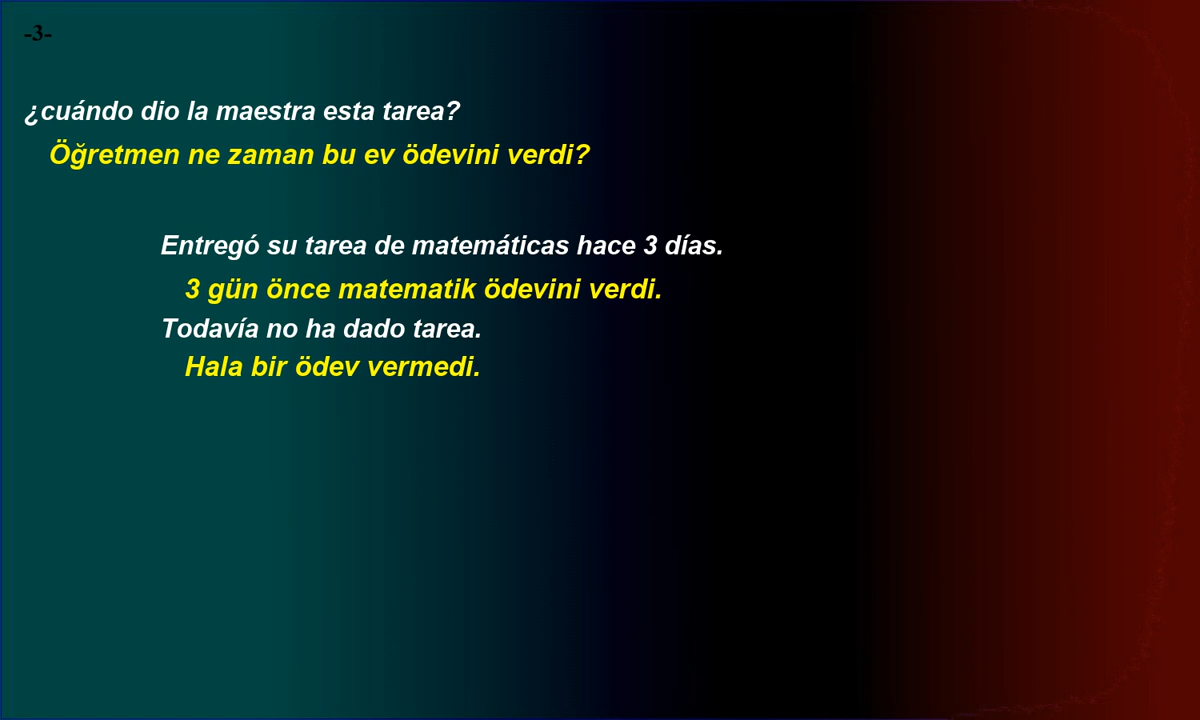 -3-
¿cuándo dio la maestra esta tarea?
Öğretmen ne zaman bu ev ödevini verdi?
Entregó su tarea de matemáticas hace 3 días.
3 gün önce matematik ödevini verdi.
Todavía no ha dado tarea.
Hala bir ödev vermedi.